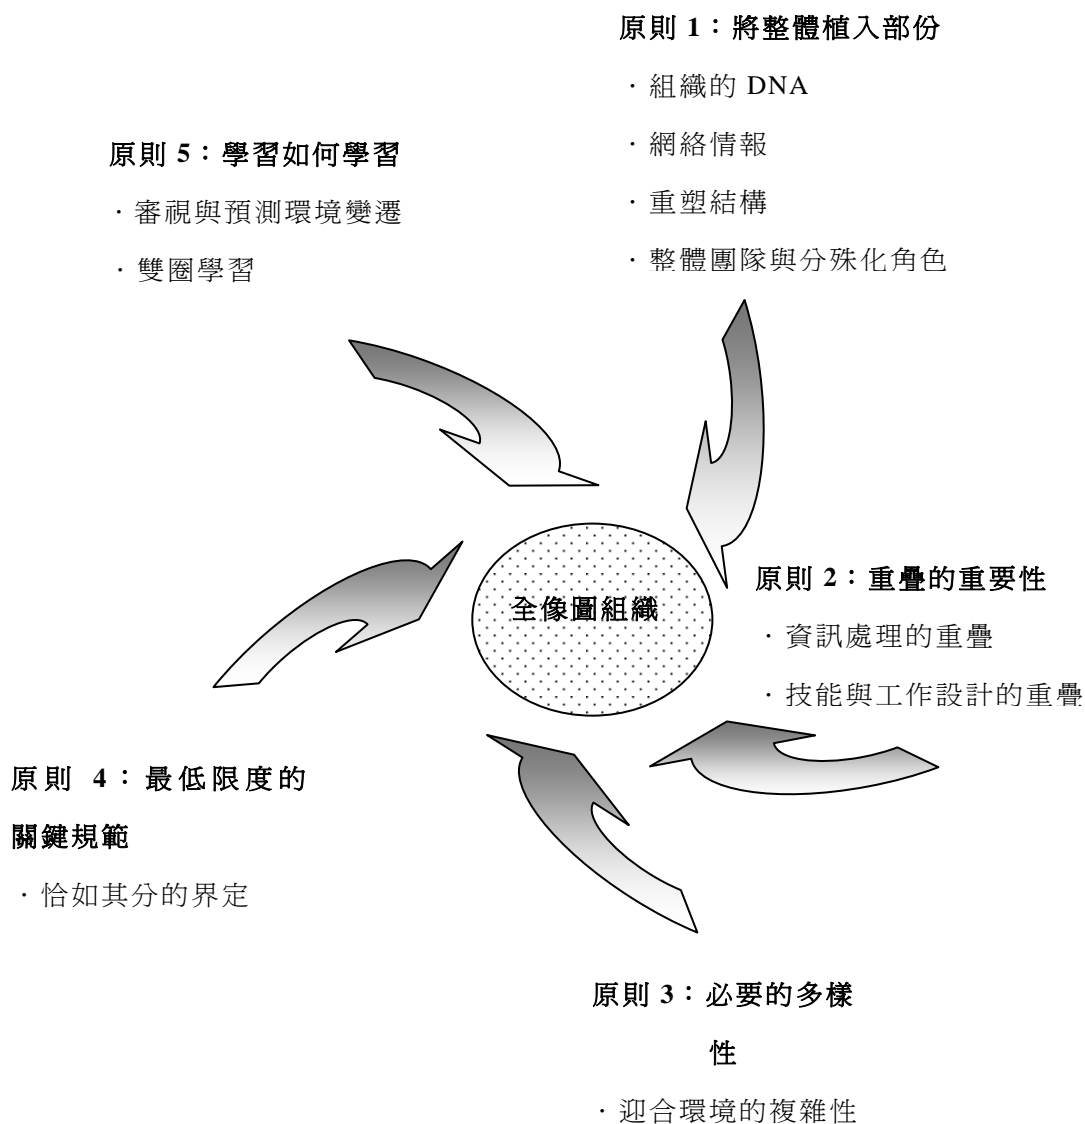 原則 1：將整體植入部份
．組織的 DNA
．網絡情報
．重塑結構
．整體團隊與分殊化角色
原則 2：重疊的重要性
．資訊處理的重疊
．技能與工作設計的重疊
原則 3：必要的多樣
性
．迎合環境的複雜性
原則 4：最低限度的
關鍵規範
．恰如其分的界定
原則 5：學習如何學習
．審視與預測環境變遷
．雙圈學習
全像圖組織